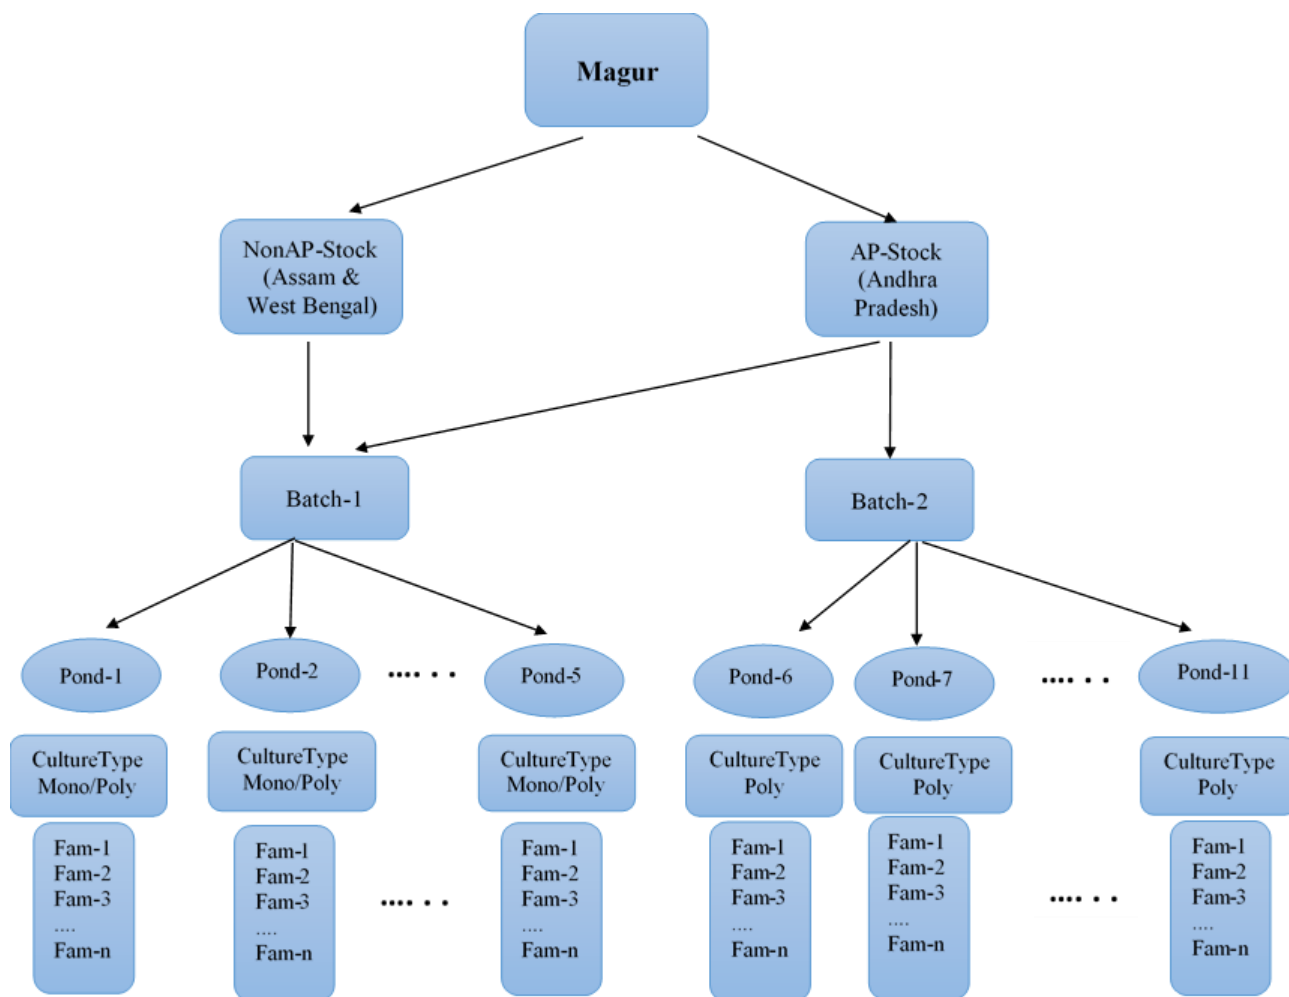 Magur
NonAP-Stock
(Assam &
West Bengal)
AP-Stock
(Andhra
Pradesh)
Batch-1
Batch-2
Pond-1
Pond-2
.... . .
Pond-5
Pond-6
Pond-7
.... . .
Pond-11
CultureType
Mono/Poly
CultureType
Mono/Poly
CultureType
Mono/Poly
CultureType
Poly
CultureType
Poly
CultureType
Poly
Fam-1
Fam-2
Fam-3
....
Fam-n
Fam-1
Fam-2
Fam-3
....
Fam-n
.... . .
Fam-1
Fam-2
Fam-3
....
Fam-n
Fam-1
Fam-2
Fam-3
....
Fam-n
Fam-1
Fam-2
Fam-3
....
Fam-n
.... . .
Fam-1
Fam-2
Fam-3
....
Fam-n